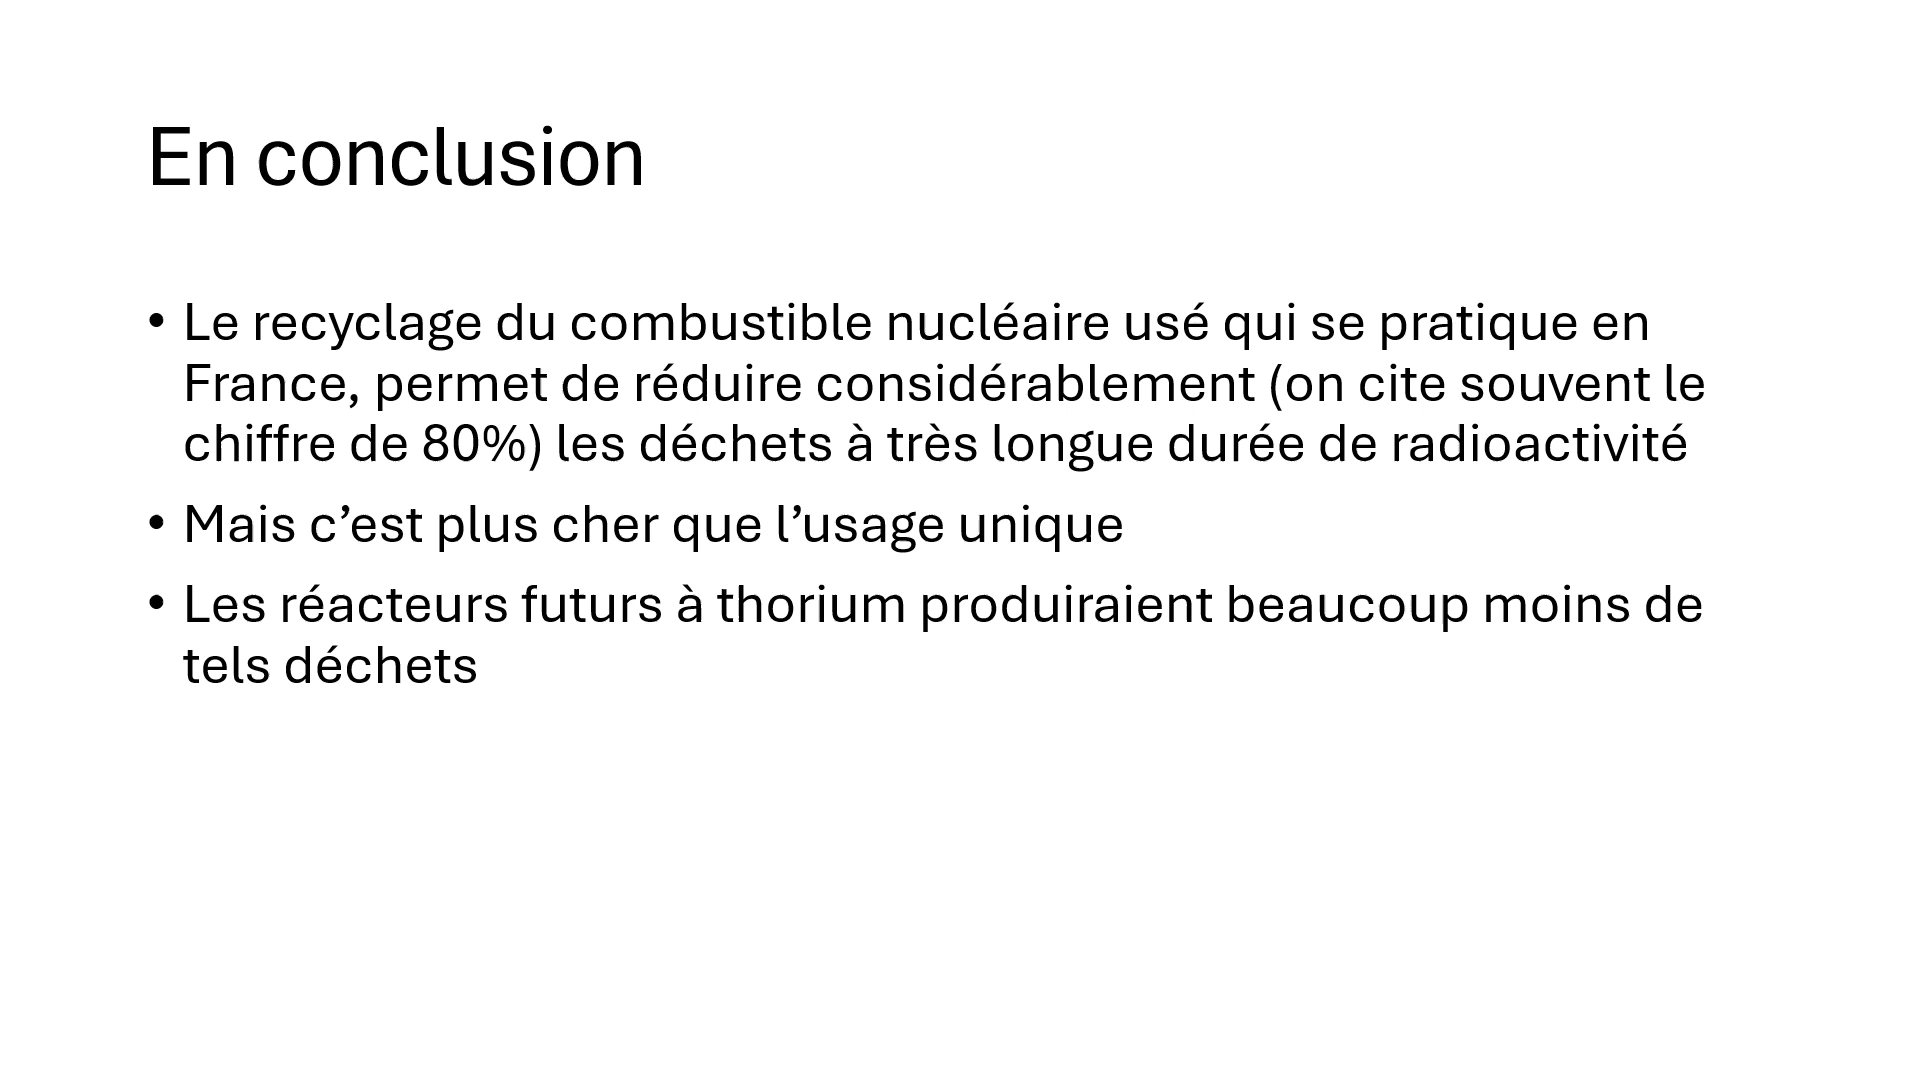 En conclusion
• Le recyclage du combustible nucléaire usé qui se pratique en
France, permet de réduire considérablement (on cite souvent le
chiffre de 80%) les déchets à très longue durée de radioactivité
• Mais c’est plus cher que l’usage unique
• Les réacteurs futurs à thorium produiraient beaucoup moins de
tels déchets